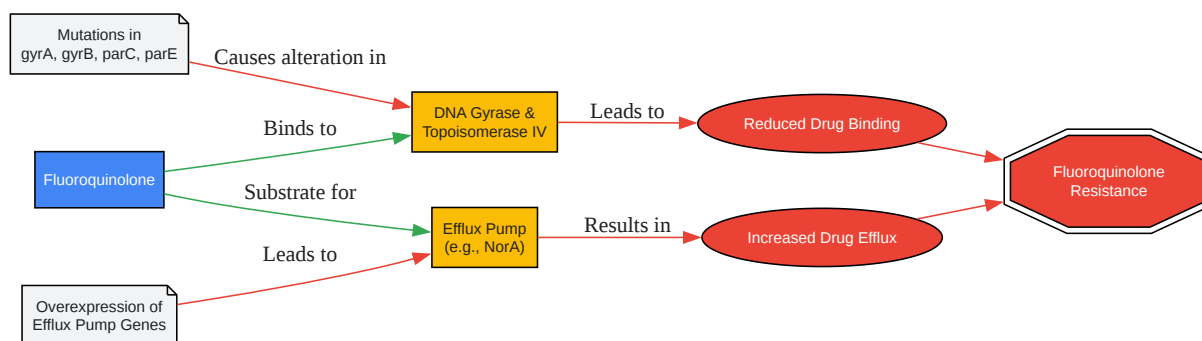 Mutations in
gyrA, gyrB, parC, parE
Causes alteration in
DNA Gyrase &
Topoisomerase IV
Leads to
Reduced Drug Binding
Binds to
Fluoroquinolone
Substrate for
Efflux Pump
(e.g., NorA)
Results in
Increased Drug Efflux
Fluoroquinolone
Resistance
Leads to
Overexpression of
Efflux Pump Genes